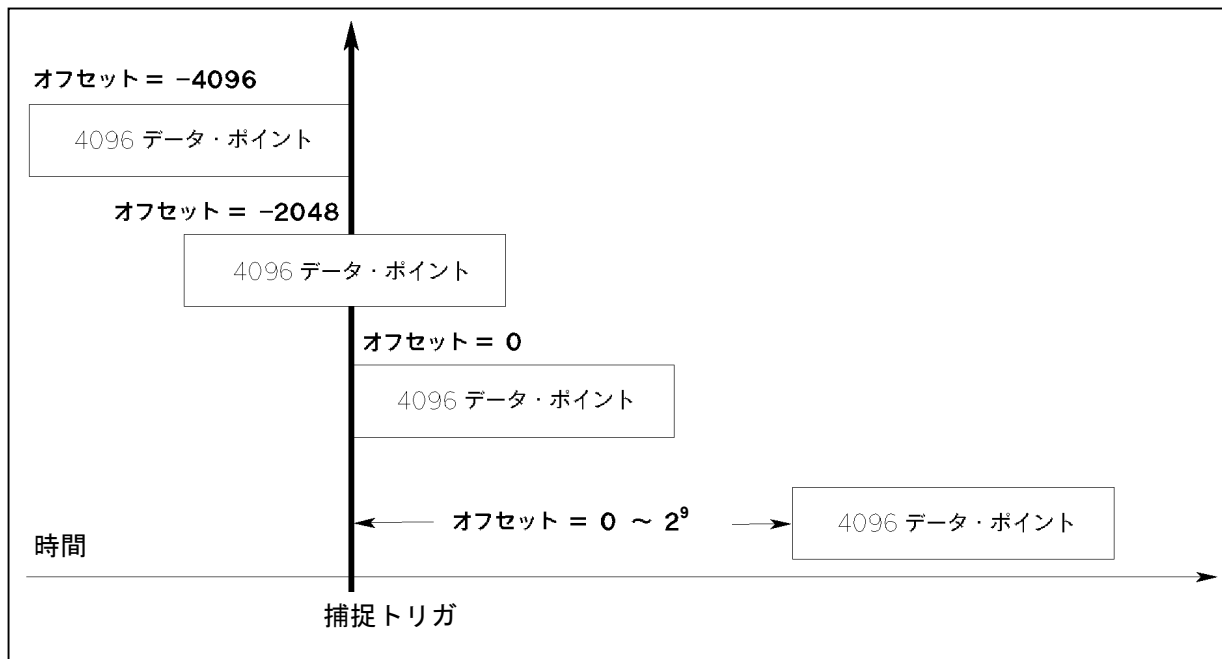 オフセット = −4096
4096 データ・ポイント
オフセット = −2048
4096 データ・ポイント
オフセット = 0
4096 データ・ポイント
オフセット = 0 ~ 2⁹
4096 データ・ポイント
時間
捕捉トリガ